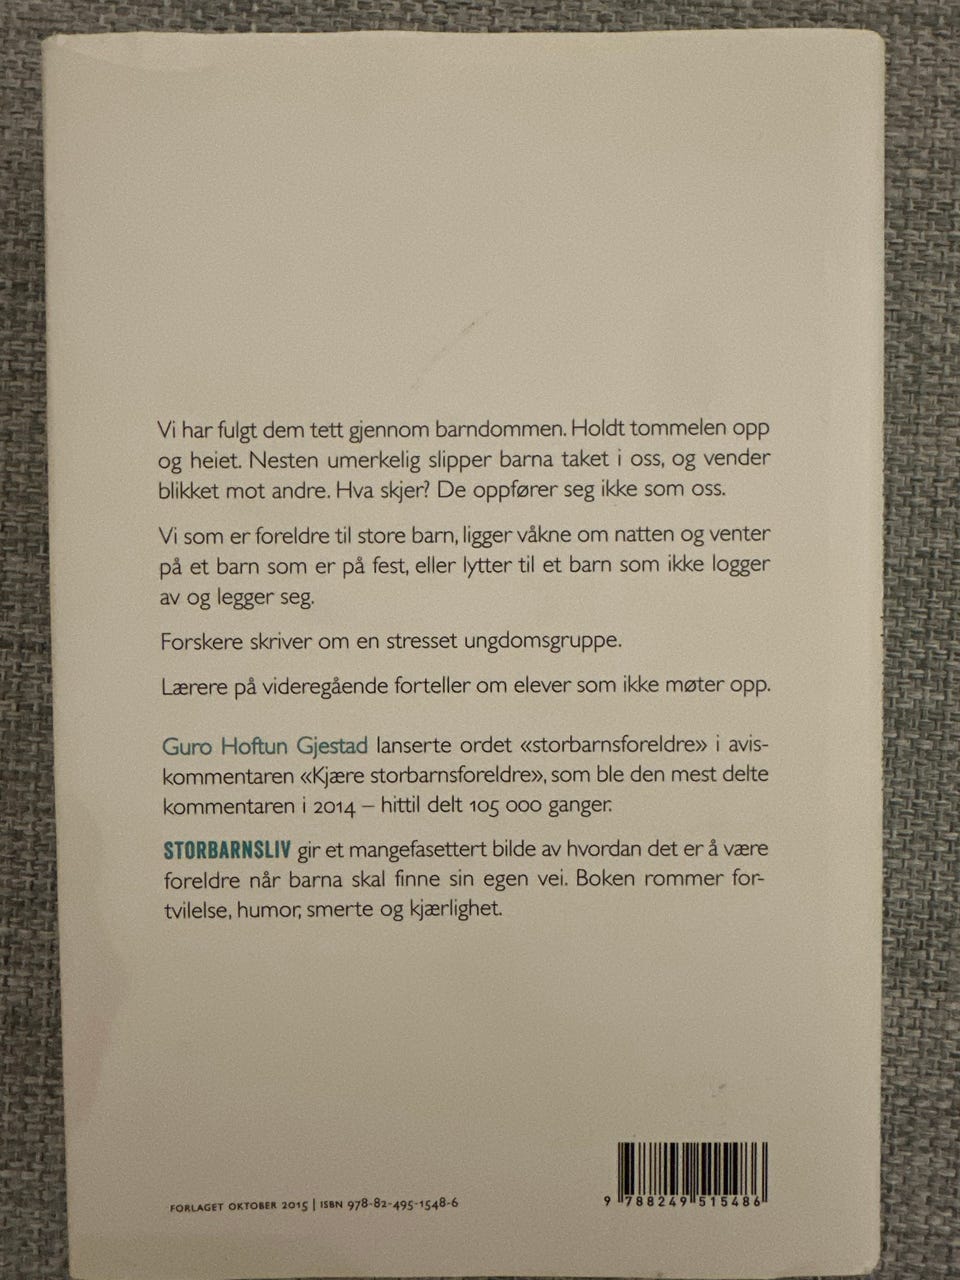 Vi har fulgt dem tett gjennom barndommen. Holdt tommelen opp
og heiet. Nesten umerkelig slipper barna taket i oss, og vender
blikket mot andre. Hva skjer? De oppfører seg ikke som oss.
Vi som er foreldre til store barn, ligger våkne om natten og venter
på et barn som er på fest, eller lytter til et barn som ikke logger
av og legger seg.
Forskere skriver om en stresset ungdomsgruppe.
Lærere på videregående forteller om elever som ikke møter opp.
Guro Hoftun Gjestad lanserte ordet «storbarnsforeldre» i avis-
kommentaren «Kjære storbarnsforeldre», som ble den mest delte
kommentaren i 2014 – hittil delt 105 000 ganger.
STORBARNSLIV gir et mangefasettert bilde av hvordan det er å være
foreldre når barna skal finne sin egen vei. Boken rommer for-
tvilelse, humor, smerte og kjærlighet.
FORLAGET OKTOBER 2015 | ISBN 978-82-495-1548-6
9 788249 515486